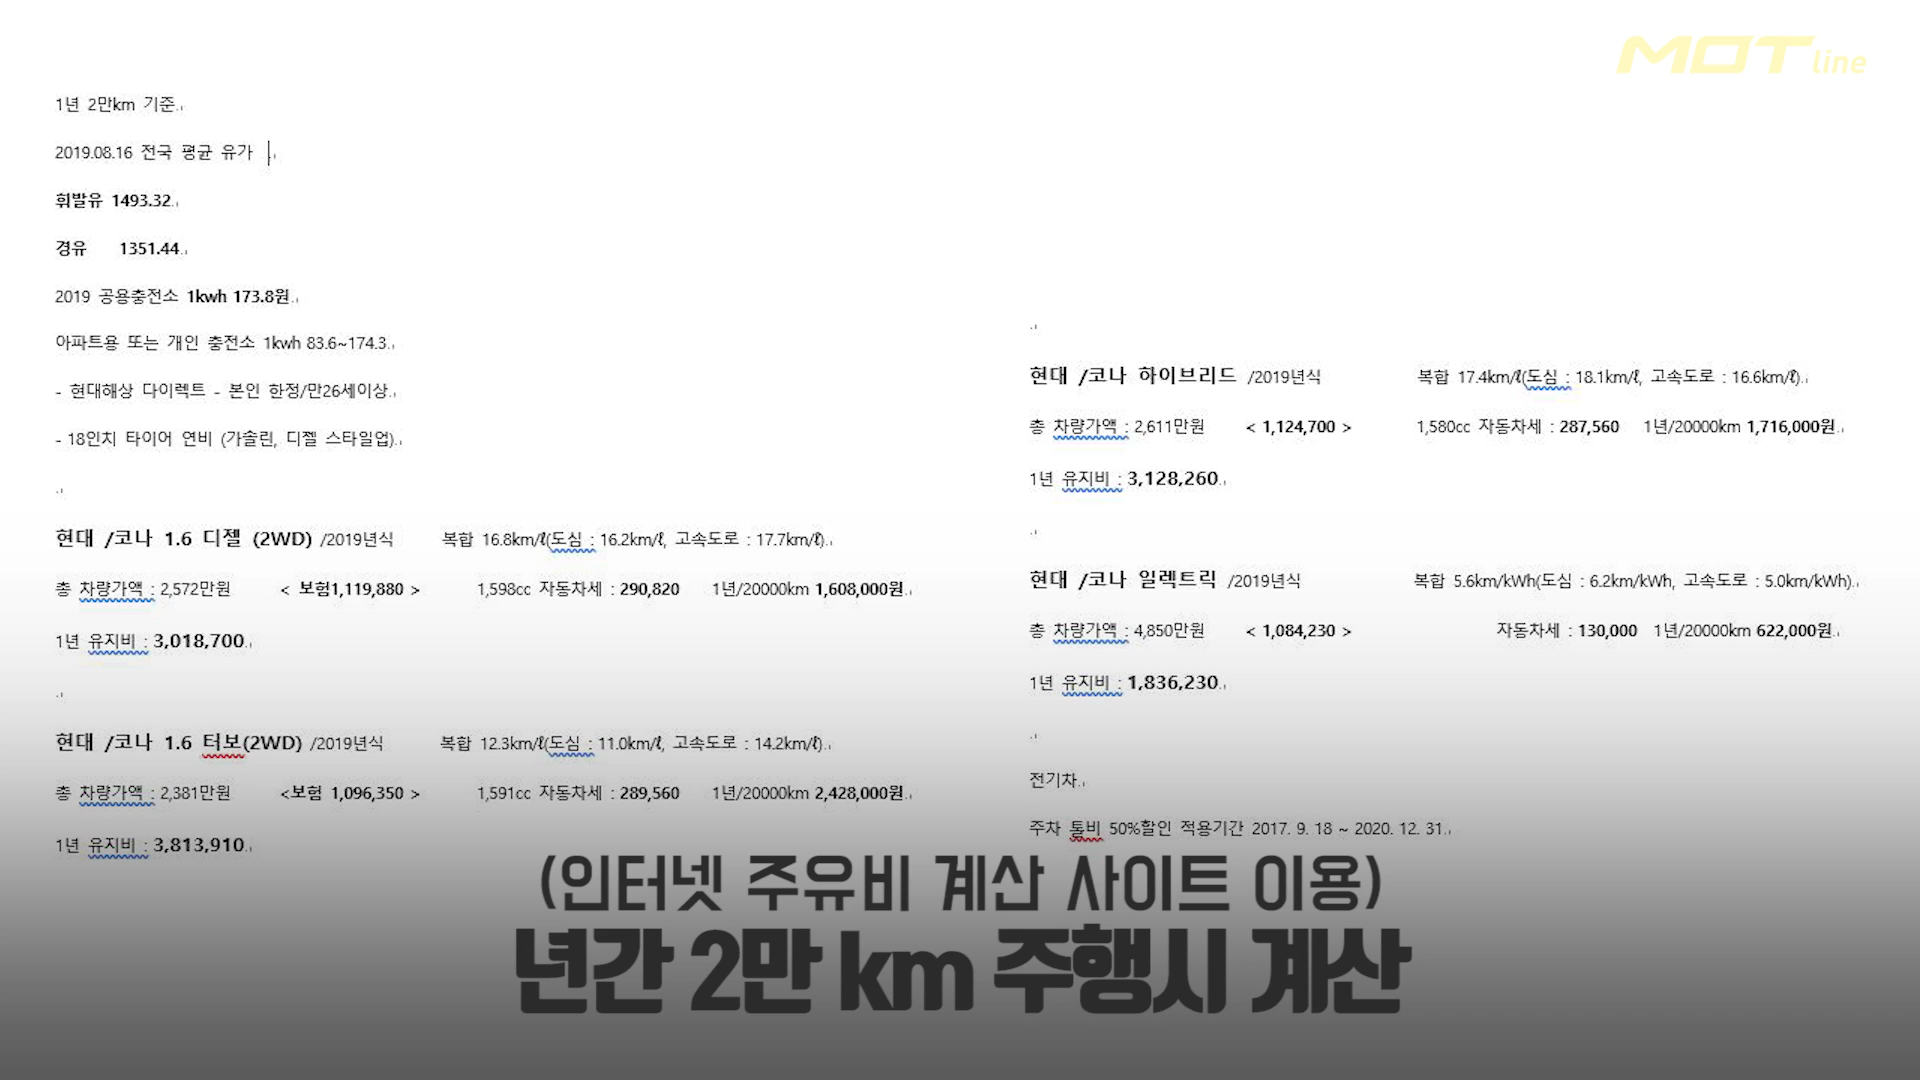 MOT line
1년 2만km 기준
2019.08.16 전국 평균 유가
휘발유 1493.32
경유 1351.44
2019 공용충전소 1kwh 173.8원
아파트용 또는 개인 충전소 1kwh 83.6~174.3
- 현대해상 다이렉트 - 본인 한정/만26세이상
- 18인치 타이어 연비 (가솔린, 디젤 스타일업)
현대 /코나 1.6 디젤 (2WD) /2019년식 복합 16.8km/ℓ(도심 : 16.2km/ℓ, 고속도로 : 17.7km/ℓ)
총 차량가액 : 2,572만원 < 보험1,119,880 > 1,598cc 자동차세 : 290,820 1년/20000km 1,608,000원
1년 유지비 : 3,018,700
현대 /코나 1.6 터보(2WD) /2019년식 복합 12.3km/ℓ(도심 : 11.0km/ℓ, 고속도로 : 14.2km/ℓ)
총 차량가액 : 2,381만원 <보험 1,096,350 > 1,591cc 자동차세 : 289,560 1년/20000km 2,428,000원
1년 유지비 : 3,813,910
현대 /코나 하이브리드 /2019년식 복합 17.4km/ℓ(도심 : 18.1km/ℓ, 고속도로 : 16.6km/ℓ)
총 차량가액 : 2,611만원 < 1,124,700 > 1,580cc 자동차세 : 287,560 1년/20000km 1,716,000원
1년 유지비 : 3,128,260
현대 /코나 일렉트릭 /2019년식 복합 5.6km/kWh(도심 : 6.2km/kWh, 고속도로 : 5.0km/kWh)
총 차량가액 : 4,850만원 < 1,084,230 > 자동차세 : 130,000 1년/20000km 622,000원
1년 유지비 : 1,836,230
전기차
주차 톨비 50%할인 적용기간 2017. 9. 18 ~ 2020. 12. 31
(인터넷 주유비 계산 사이트 이용)
년간 2만 km 주행시 계산